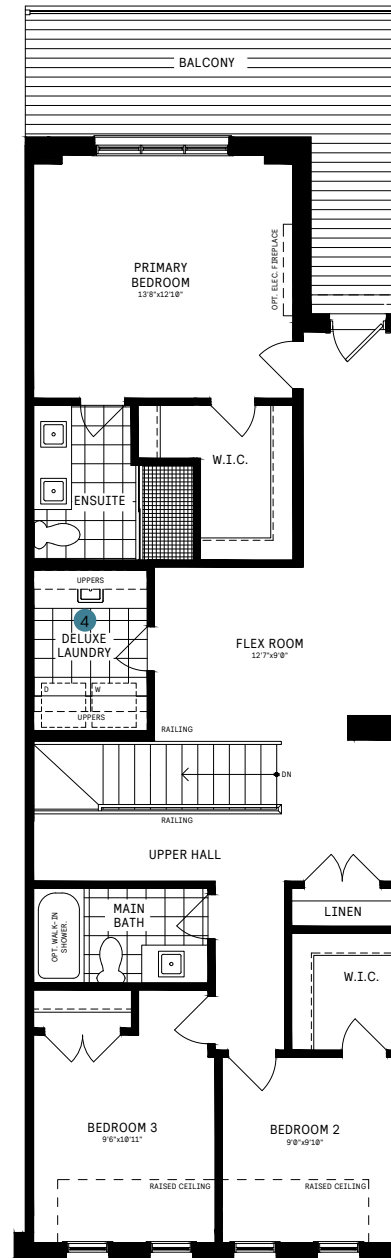 BALCONY
PRIMARY
BEDROOM
13'8"x12'10"
OPT. ELEC. FIREPLACE
W.I.C.
ENSUITE
UPPERS
4
DELUXE
LAUNDRY
D
W
UPPERS
FLEX ROOM
12'7"x9'0"
RAILING
DN
RAILING
UPPER HALL
MAIN
BATH
OPT. WALK-IN
SHOWER.
LINEN
W.I.C.
BEDROOM 3
9'6"x10'11"
BEDROOM 2
9'0"x9'10"
RAISED CEILING
RAISED CEILING